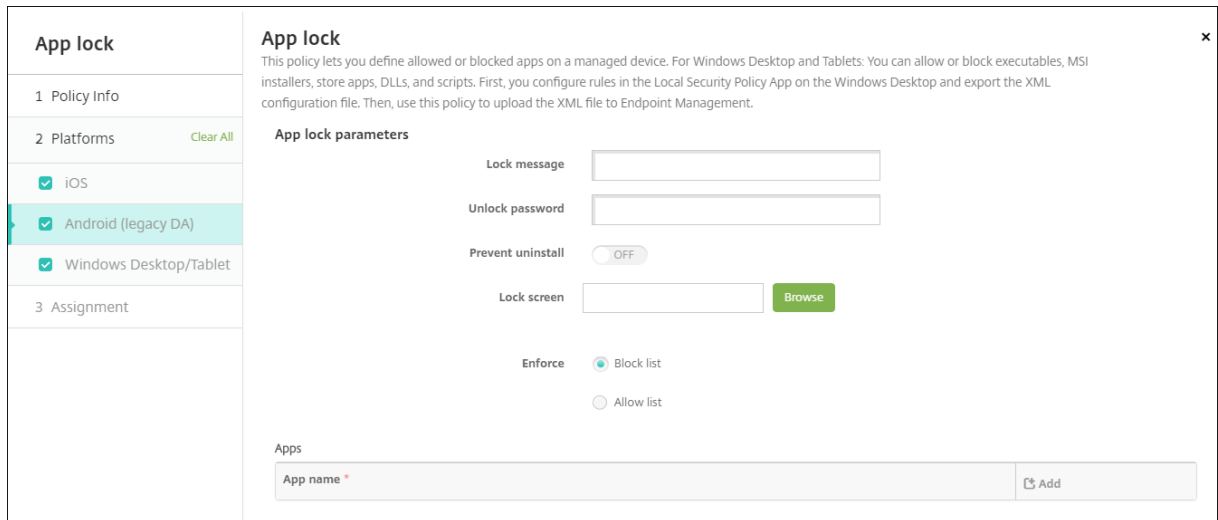 App lock
1 Policy Info
2 Platforms Clear All
iOS
Android (legacy DA)
Windows Desktop/Tablet
3 Assignment
App lock
This policy lets you define allowed or blocked apps on a managed device. For Windows Desktop and Tablets: You can allow or block executables, MSI
installers, store apps, DLLs, and scripts. First, you configure rules in the Local Security Policy App on the Windows Desktop and export the XML
configuration file. Then, use this policy to upload the XML file to Endpoint Management.
App lock parameters
Lock message
Unlock password
Prevent uninstall OFF
Lock screen Browse
Enforce Block list
Allow list
Apps
App name * Add